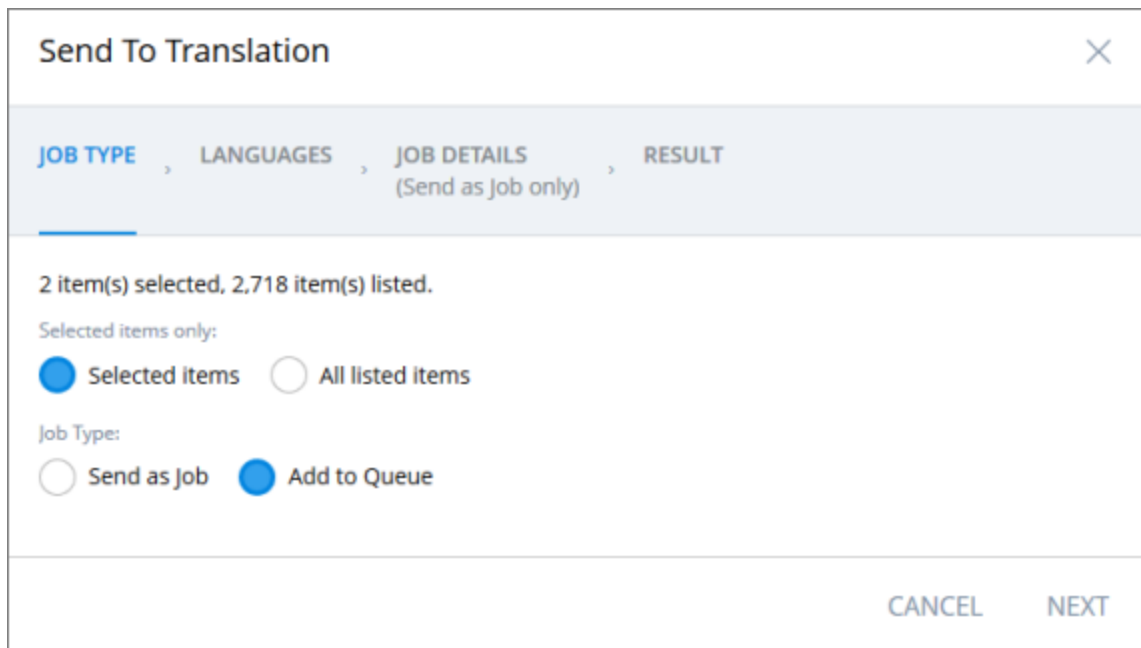 Send To Translation
JOB TYPE › LANGUAGES › JOB DETAILS › RESULT
(Send as Job only)
2 item(s) selected, 2,718 item(s) listed.
Selected items only:
Selected items All listed items
Job Type:
Send as Job Add to Queue
CANCEL NEXT